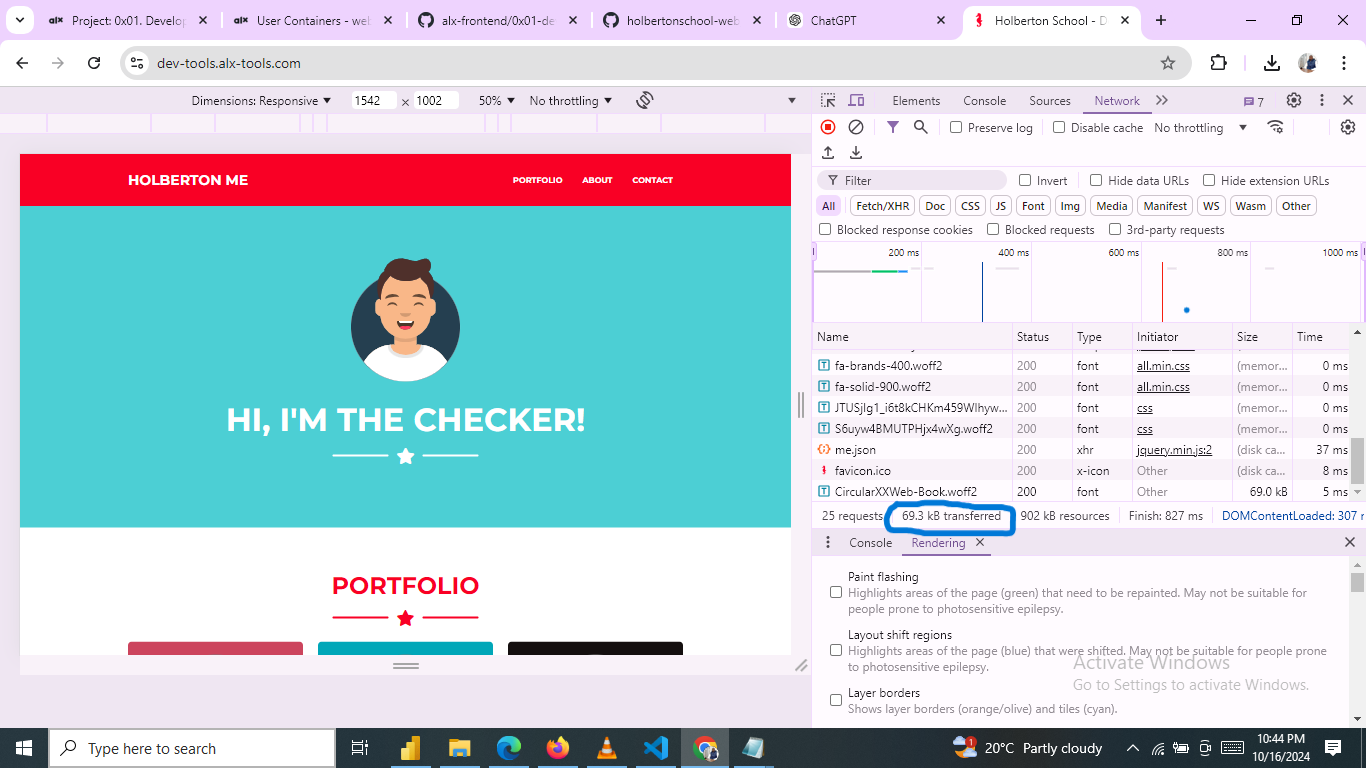 Project: 0x01. Develop
User Containers - web
alx-frontend/0x01-de
holbertonschool-web
ChatGPT
Holberton School - D
dev-tools.alx-tools.com
Dimensions: Responsive
1542 × 1002
50%
No throttling
Elements
Console
Sources
Network
7
Preserve log
Disable cache
No throttling
Filter
Invert
Hide data URLs
Hide extension URLs
All
Fetch/XHR
Doc
CSS
JS
Font
Img
Media
Manifest
WS
Wasm
Other
Blocked response cookies
Blocked requests
3rd-party requests
200 ms
400 ms
600 ms
800 ms
1000 ms
Name Status Type Initiator Size Time
fa-brands-400.woff2 200 font all.min.css (memor... 0 ms
fa-solid-900.woff2 200 font all.min.css (memor... 0 ms
JTUSjIg1_i6t8kCHKm459WIhyw... 200 font css (memor... 0 ms
S6uyw4BMUTPHjx4wXg.woff2 200 font css (memor... 0 ms
me.json 200 xhr jquery.min.js:2 (disk ca... 37 ms
favicon.ico 200 x-icon Other (disk ca... 8 ms
CircularXXWeb-Book.woff2 200 font Other 69.0 kB 5 ms
25 requests 69.3 kB transferred 902 kB resources Finish: 827 ms DOMContentLoaded: 307 r
Console
Rendering
Paint flashing
Highlights areas of the page (green) that need to be repainted. May not be suitable for
people prone to photosensitive epilepsy.
Layout shift regions
Highlights areas of the page (blue) that were shifted. May not be suitable for people prone
to photosensitive epilepsy.
Layer borders
Shows layer borders (orange/olive) and tiles (cyan).
Activate Windows
Go to Settings to activate Windows.
HOLBERTON ME
PORTFOLIO
ABOUT
CONTACT
HI, I'M THE CHECKER!
PORTFOLIO
Type here to search
1
20°C Partly cloudy
10:44 PM
10/16/2024